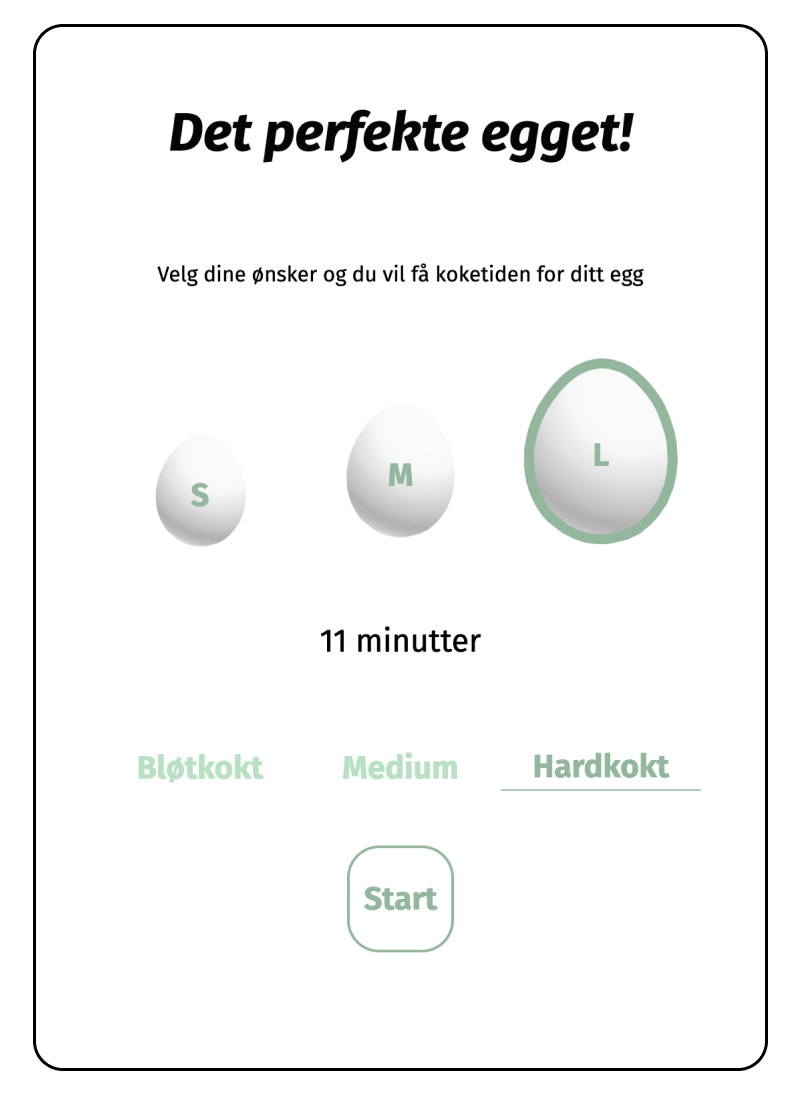 Det perfekte egget!
Velg dine ønsker og du vil få koketiden for ditt egg
S M L
11 minutter
Bløtkokt Medium Hardkokt
Start